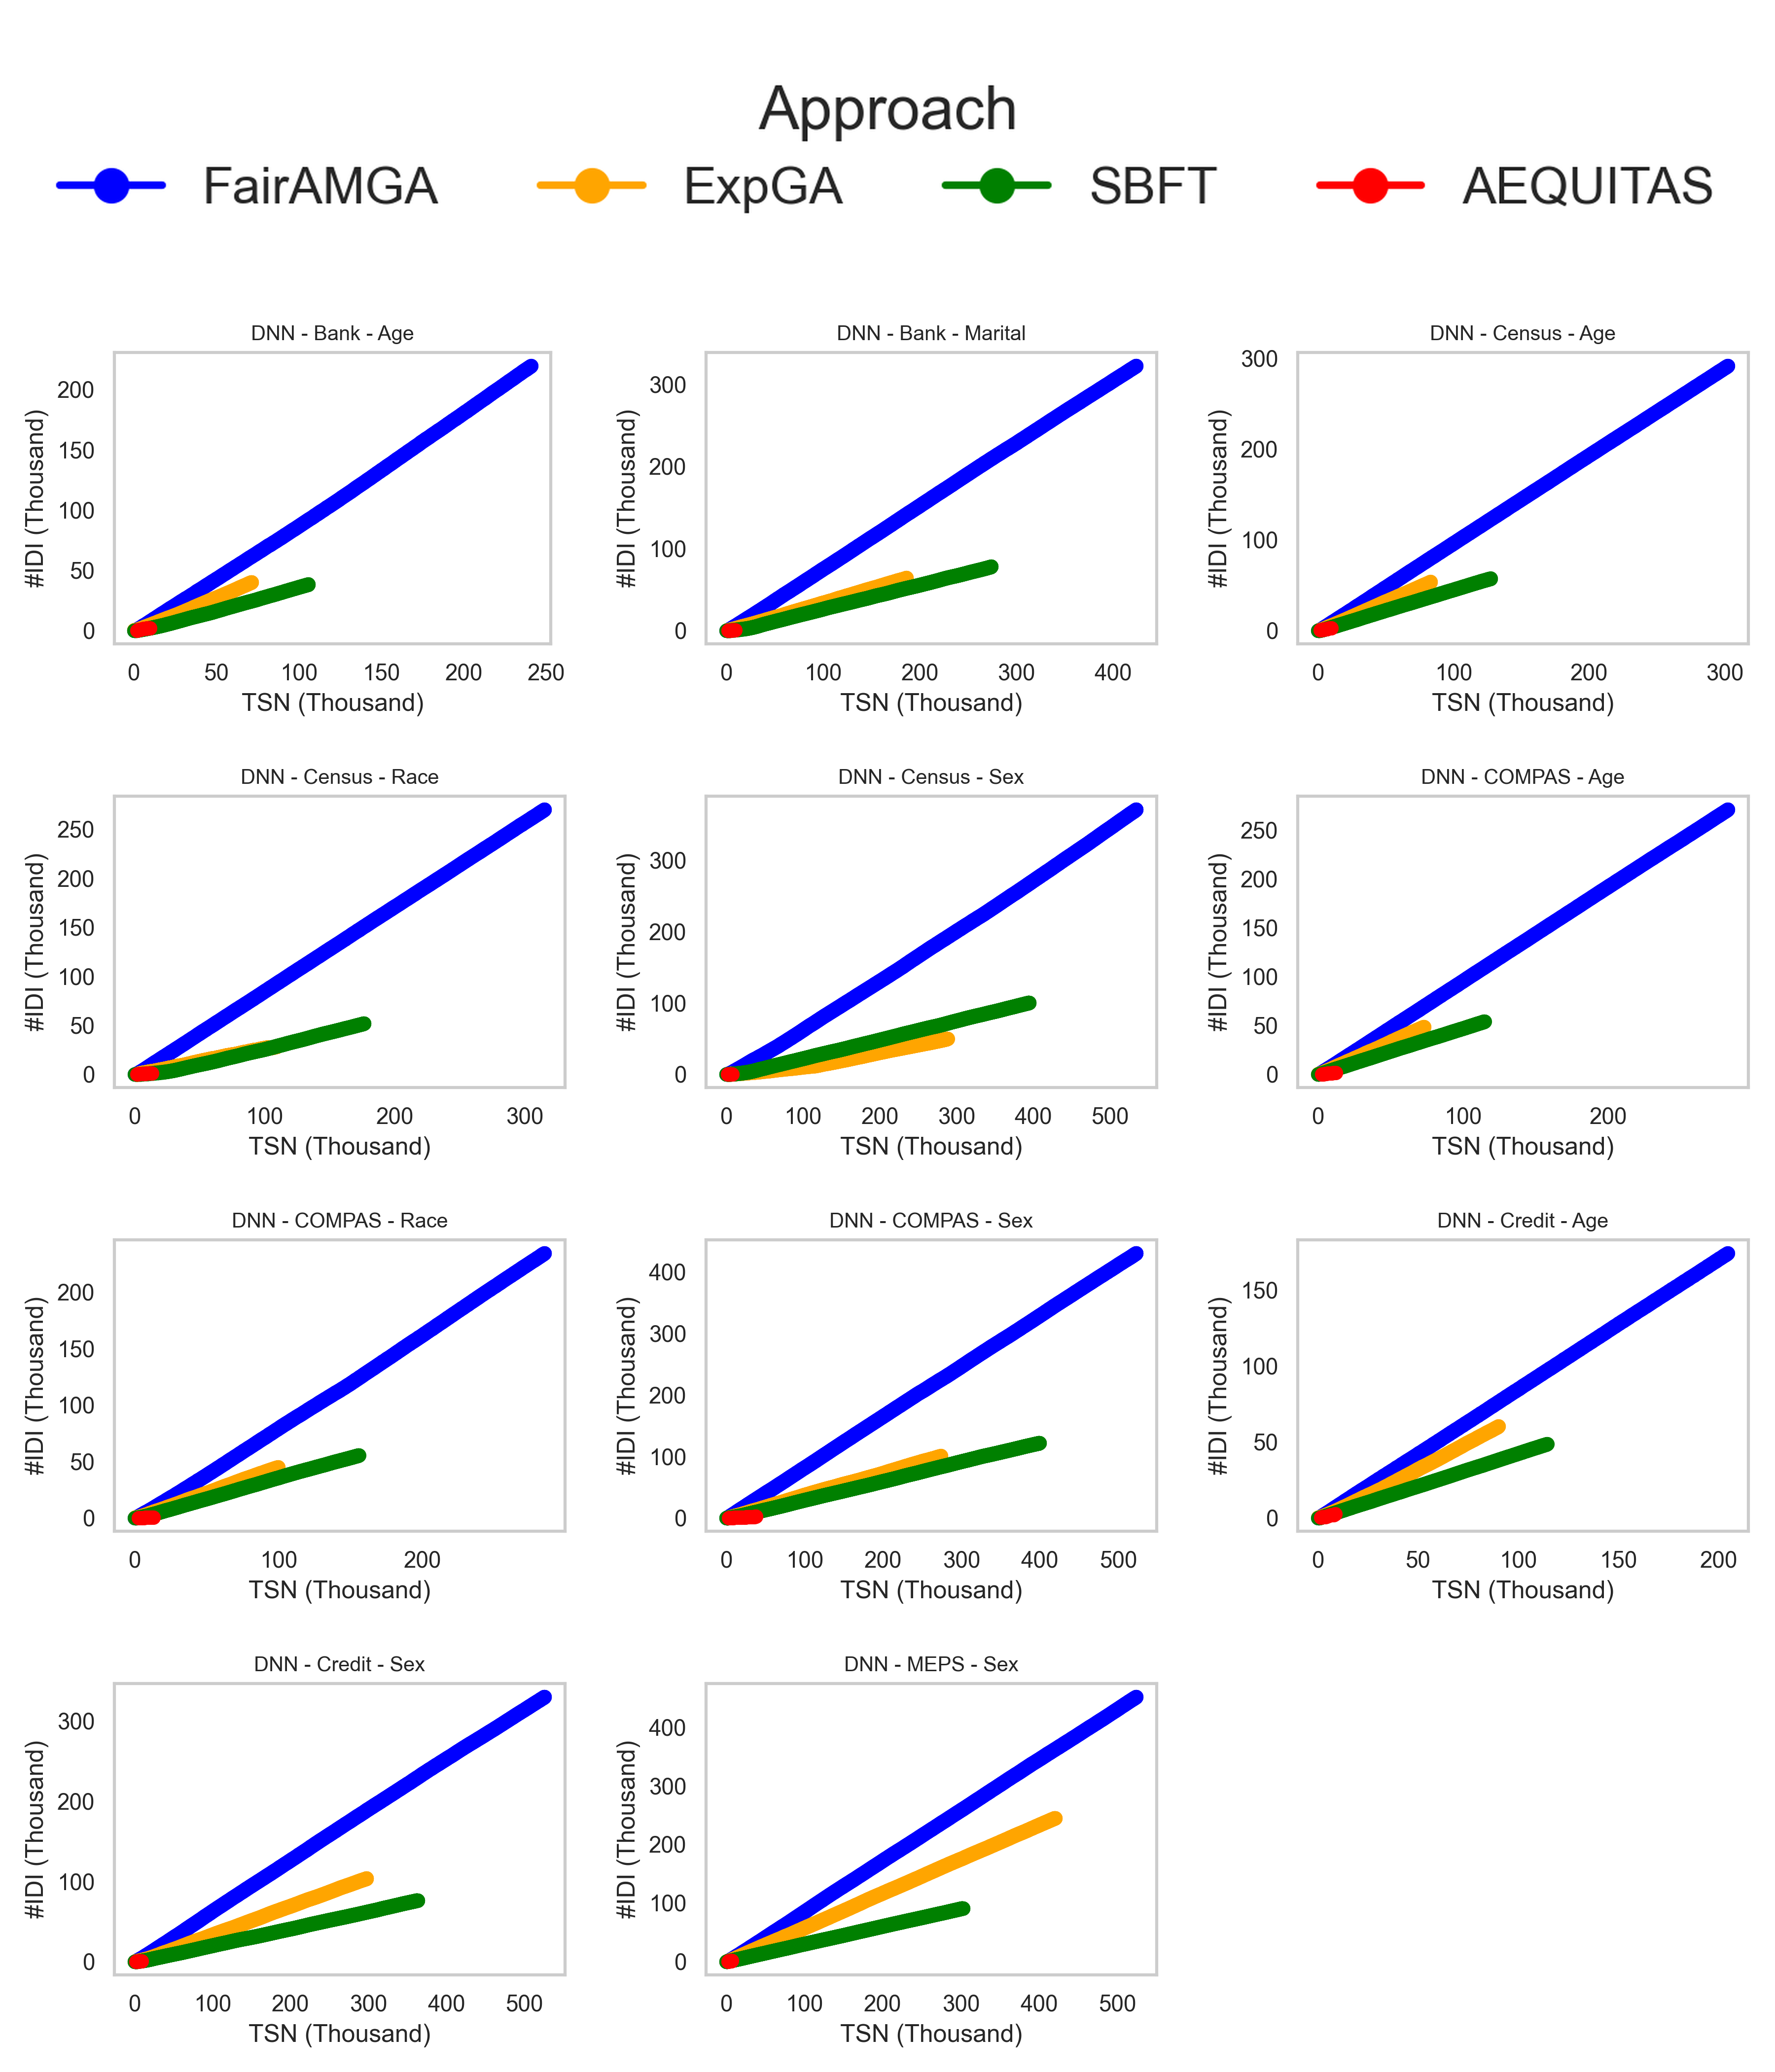 Approach
FairAMGA ExpGA SBFT AEQUITAS
DNN - Bank - Age
#IDI (Thousand)
200
150
100
50
0
0 50 100 150 200 250
TSN (Thousand)
DNN - Bank - Marital
#IDI (Thousand)
300
200
100
0
0 100 200 300 400
TSN (Thousand)
DNN - Census - Age
#IDI (Thousand)
300
200
100
0
0 100 200 300
TSN (Thousand)
DNN - Census - Race
#IDI (Thousand)
250
200
150
100
50
0
0 100 200 300
TSN (Thousand)
DNN - Census - Sex
#IDI (Thousand)
300
200
100
0
0 100 200 300 400 500
TSN (Thousand)
DNN - COMPAS - Age
#IDI (Thousand)
250
200
150
100
50
0
0 100 200
TSN (Thousand)
DNN - COMPAS - Race
#IDI (Thousand)
200
150
100
50
0
0 100 200
TSN (Thousand)
DNN - COMPAS - Sex
#IDI (Thousand)
400
300
200
100
0
0 100 200 300 400 500
TSN (Thousand)
DNN - Credit - Age
#IDI (Thousand)
150
100
50
0
0 50 100 150 200
TSN (Thousand)
DNN - Credit - Sex
#IDI (Thousand)
300
200
100
0
0 100 200 300 400 500
TSN (Thousand)
DNN - MEPS - Sex
#IDI (Thousand)
400
300
200
100
0
0 100 200 300 400 500
TSN (Thousand)